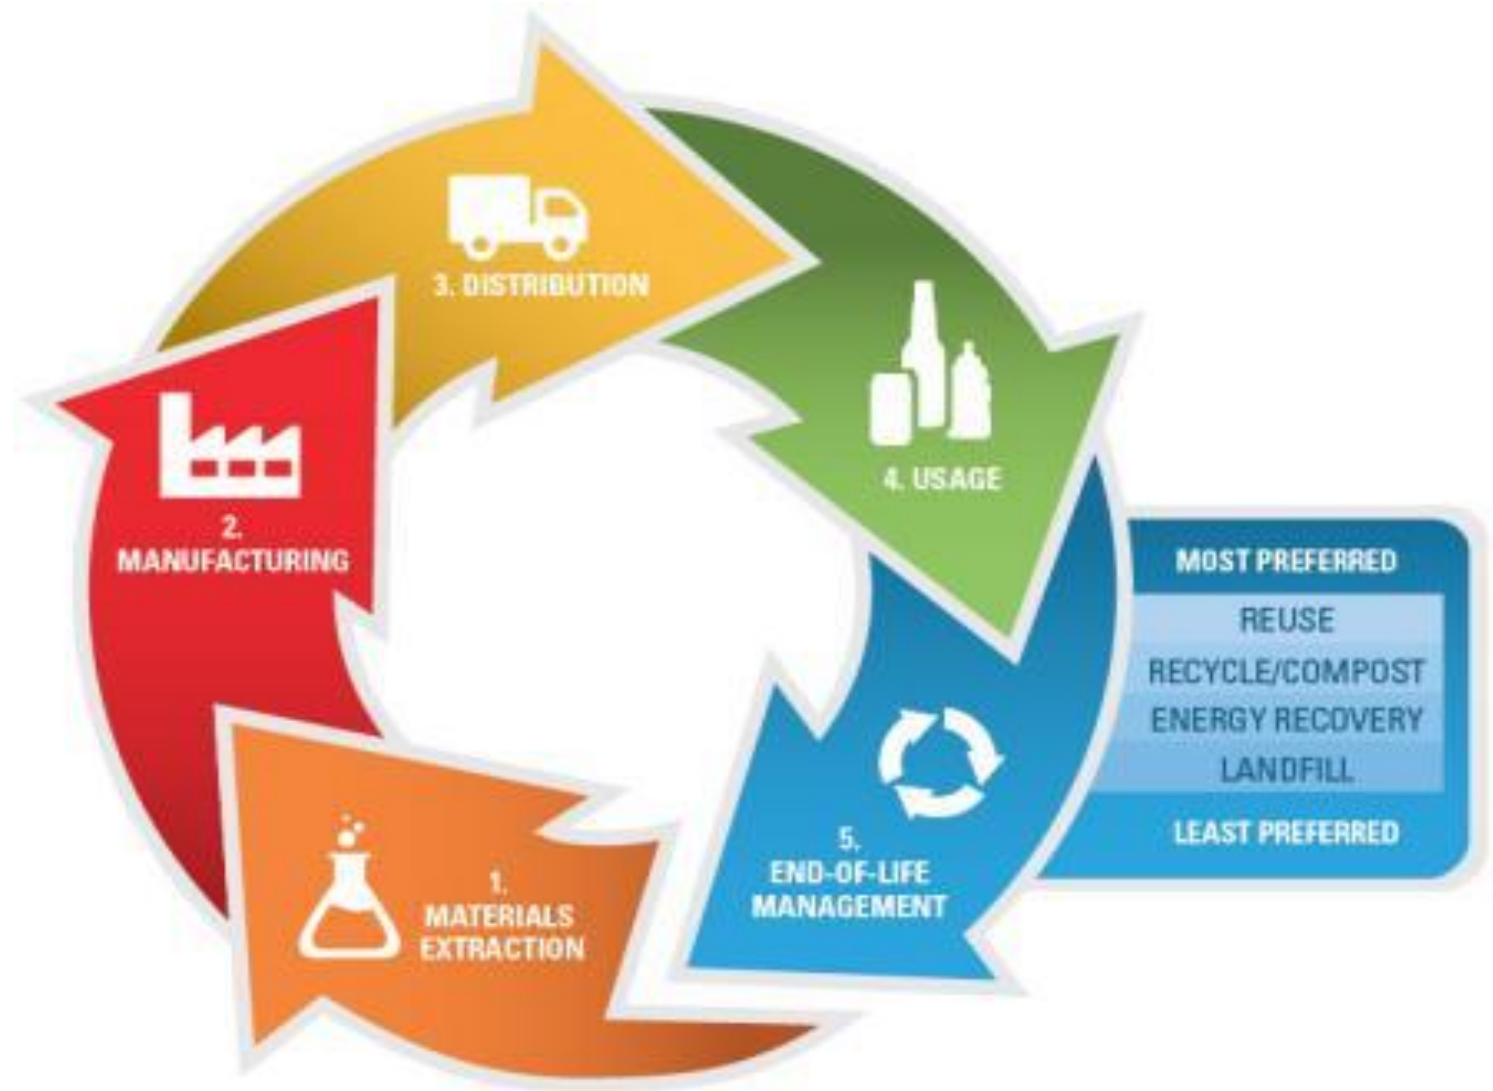 3. DISTRIBUTION
4. USAGE
2.
MANUFACTURING
MOST PREFERRED
REUSE
RECYCLE/COMPOST
ENERGY RECOVERY
LANDFILL
LEAST PREFERRED
5.
END-OF-LIFE
MANAGEMENT
1.
MATERIALS
EXTRACTION